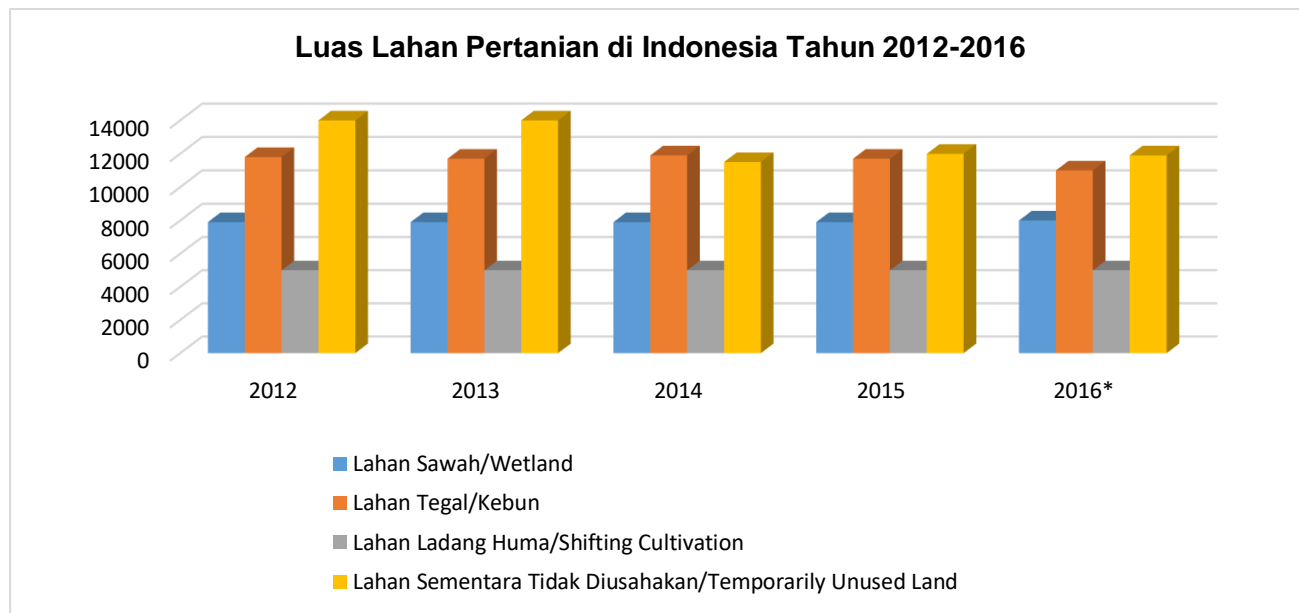 Luas Lahan Pertanian di Indonesia Tahun 2012-2016
14000
12000
10000
8000
6000
4000
2000
0
2012 2013 2014 2015 2016*
Lahan Sawah/Wetland
Lahan Tegal/Kebun
Lahan Ladang Huma/Shifting Cultivation
Lahan Sementara Tidak Diusahakan/Temporarily Unused Land